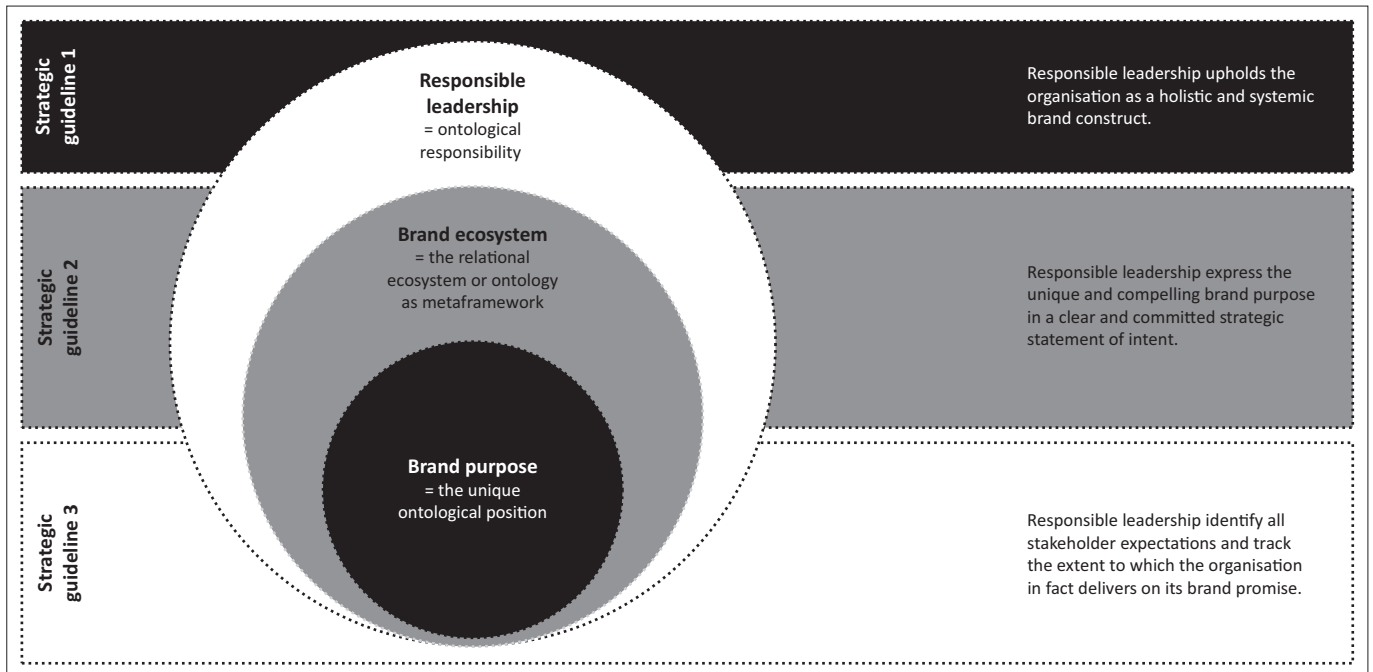 Strategic
guideline 1
Responsible
leadership
= ontological
responsibility
Responsible leadership upholds the
organisation as a holistic and systemic
brand construct.
Strategic
guideline 2
Brand ecosystem
= the relational
ecosystem or ontology
as metaframework
Responsible leadership express the
unique and compelling brand purpose
in a clear and committed strategic
statement of intent.
Strategic
guideline 3
Brand purpose
= the unique
ontological position
Responsible leadership identify all
stakeholder expectations and track
the extent to which the organisation
in fact delivers on its brand promise.